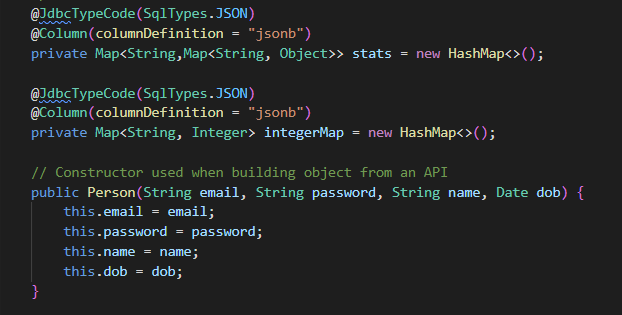 @JdbcTypeCode(SqlTypes.JSON)
@Column(columnDefinition = "jsonb")
private Map<String,Map<String, Object>> stats = new HashMap<>();
@JdbcTypeCode(SqlTypes.JSON)
@Column(columnDefinition = "jsonb")
private Map<String, Integer> integerMap = new HashMap<>();
// Constructor used when building object from an API
public Person(String email, String password, String name, Date dob) {
this.email = email;
this.password = password;
this.name = name;
this.dob = dob;
}